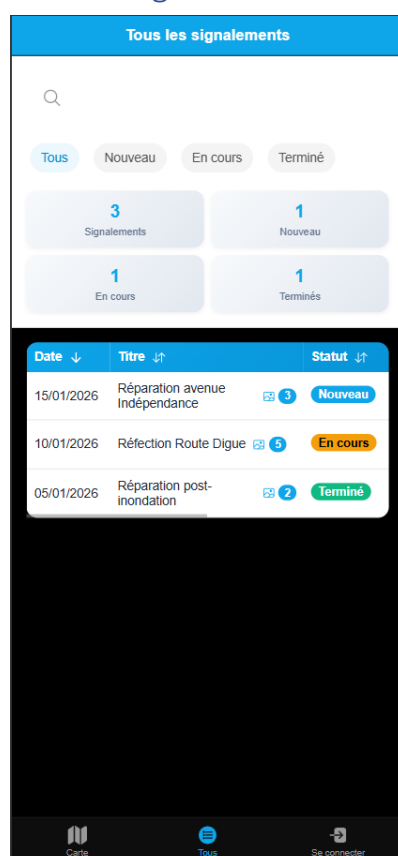 Tous les signalements
Tous Nouveau En cours Terminé
3 1
Signalements Nouveau
1 1
En cours Terminés
Date Titre Statut
15/01/2026 Réparation avenue Indépendance 3 Nouveau
10/01/2026 Réfection Route Digue 5 En cours
05/01/2026 Réparation post-inondation 2 Terminé
Carte Tous Se connecter